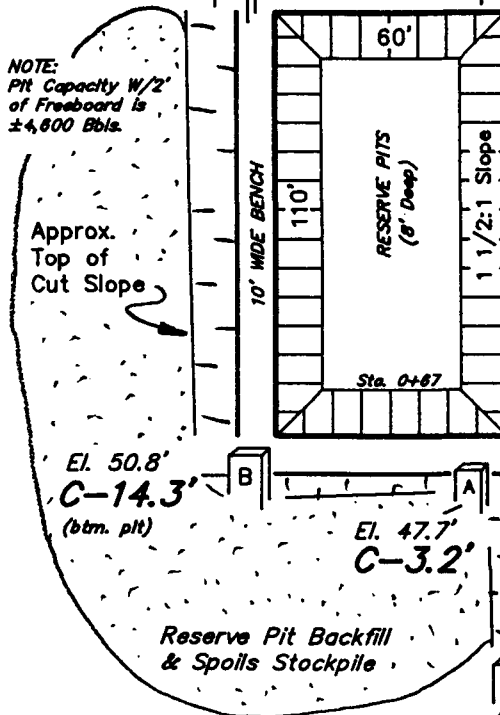 NOTE:
Pit Capacity W/2'
of Freeboard is
±4,600 Bbls.
60'
110'
10' WIDE BENCH
RESERVE PITS
(8' Deep)
1 1/2:1 Slope
Approx.
Top of
Cut Slope
Sta. 0+67
El. 50.8'
C-14.3'
(btm. pit)
B
A
El. 47.7'
C-3.2'
Reserve Pit Backfill
& Spoils Stockpile